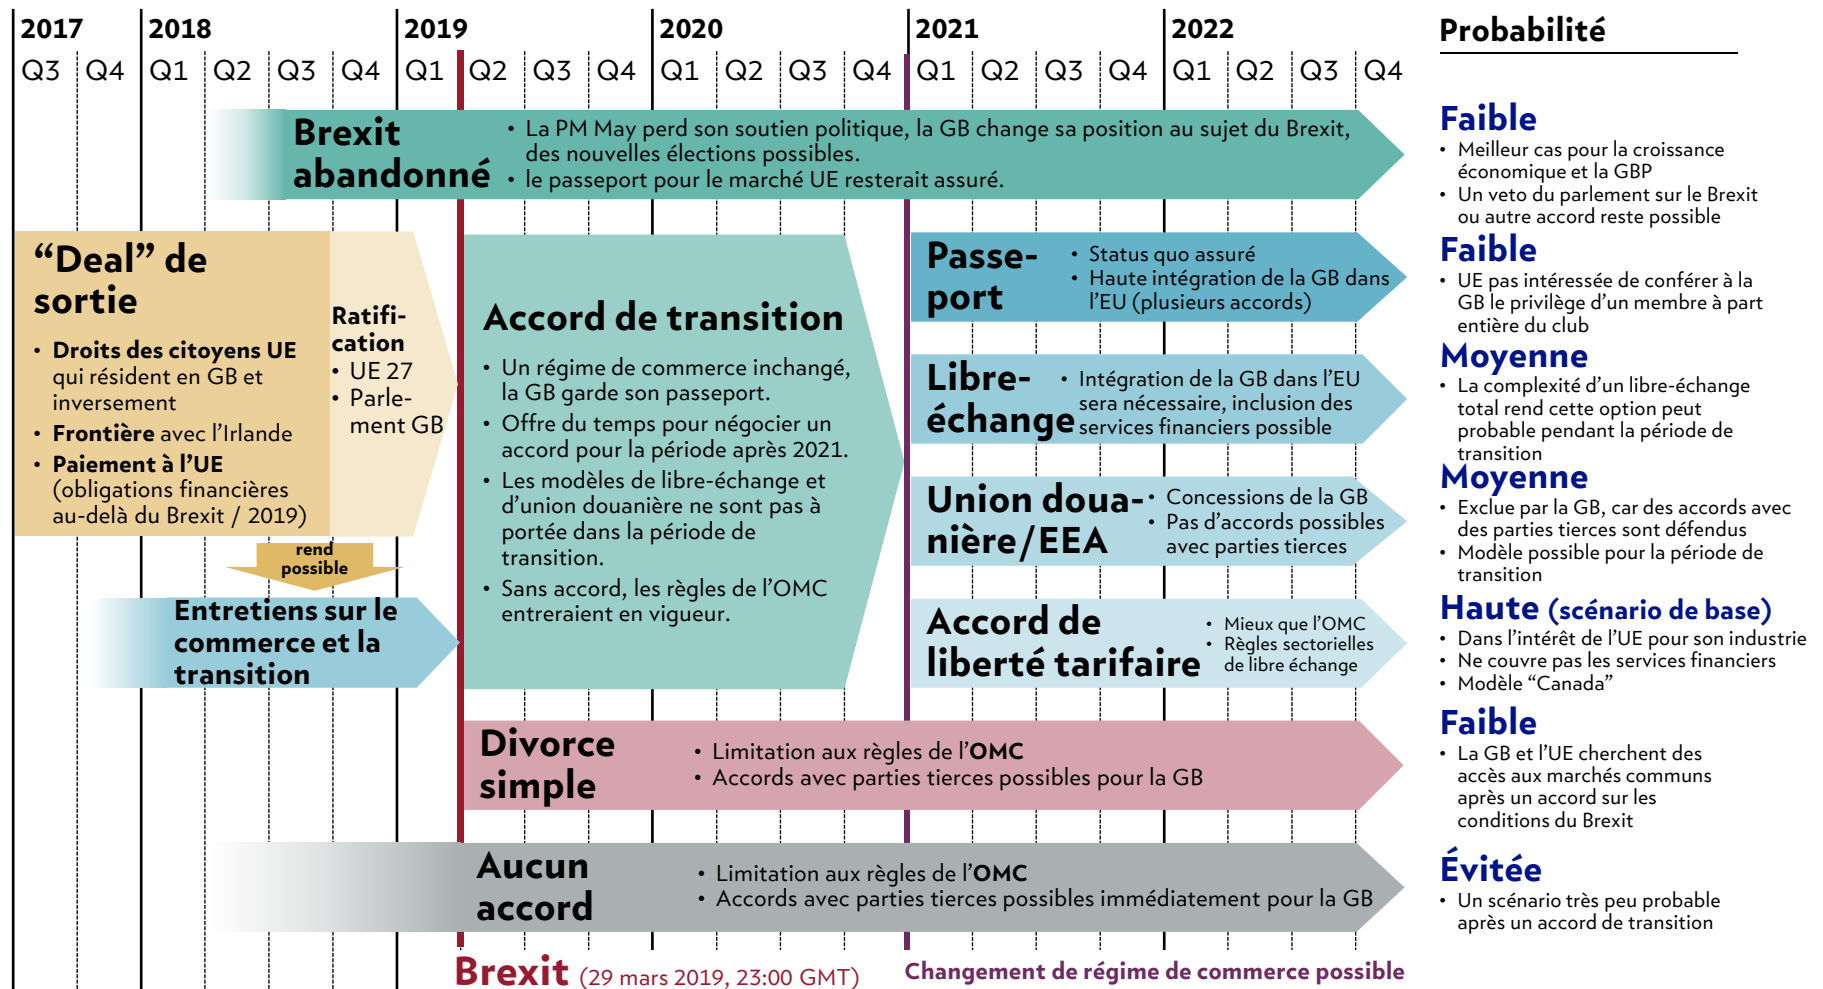 2017 2018 2019 2020 2021 2022 Probabilité
Q3 Q4 Q1 Q2 Q3 Q4 Q1 Q2 Q3 Q4 Q1 Q2 Q3 Q4 Q1 Q2 Q3 Q4 Q1 Q2 Q3 Q4
Brexit
abandonné
• La PM May perd son soutien politique, la GB change sa position au sujet du Brexit,
des nouvelles élections possibles.
• le passeport pour le marché UE resterait assuré.
Faible
• Meilleur cas pour la croissance
économique et la GBP
• Un veto du parlement sur le Brexit
ou autre accord reste possible
“Deal” de
sortie
• Droits des citoyens UE
qui résident en GB et
inversement
• Frontière avec l’Irlande
• Paiement à l’UE
(obligations financières
au-delà du Brexit / 2019)
Ratifi-
cation
• UE 27
• Parle-
ment GB
rend
possible
Entretiens sur le
commerce et la
transition
Accord de transition
• Un régime de commerce inchangé,
la GB garde son passeport.
• Offre du temps pour négocier un
accord pour la période après 2021.
• Les modèles de libre-échange et
d’union douanière ne sont pas à
portée dans la période de
transition.
• Sans accord, les règles de l’OMC
entreraient en vigueur.
Passe-
port
• Status quo assuré
• Haute intégration de la GB dans
l’EU (plusieurs accords)
Faible
• UE pas intéressée de conférer à la
GB le privilège d’un membre à part
entière du club
Libre-
échange
• Intégration de la GB dans l’EU
sera nécessaire, inclusion des
services financiers possible
Moyenne
• La complexité d’un libre-échange
total rend cette option peut
probable pendant la période de
transition
Union doua-
nière/EEA
• Concessions de la GB
• Pas d’accords possibles
avec parties tierces
Moyenne
• Exclue par la GB, car des accords avec
des parties tierces sont défendus
• Modèle possible pour la période de
transition
Accord de
liberté tarifaire
• Mieux que l’OMC
• Règles sectorielles
de libre échange
Haute (scénario de base)
• Dans l’intérêt de l’UE pour son industrie
• Ne couvre pas les services financiers
• Modèle “Canada”
Divorce
simple
• Limitation aux règles de l’OMC
• Accords avec parties tierces possibles pour la GB
Faible
• La GB et l’UE cherchent des
accès aux marchés communs
après un accord sur les
conditions du Brexit
Aucun
accord
• Limitation aux règles de l’OMC
• Accords avec parties tierces possibles immédiatement pour la GB
Évitée
• Un scénario très peu probable
après un accord de transition
Brexit (29 mars 2019, 23:00 GMT)
Changement de régime de commerce possible